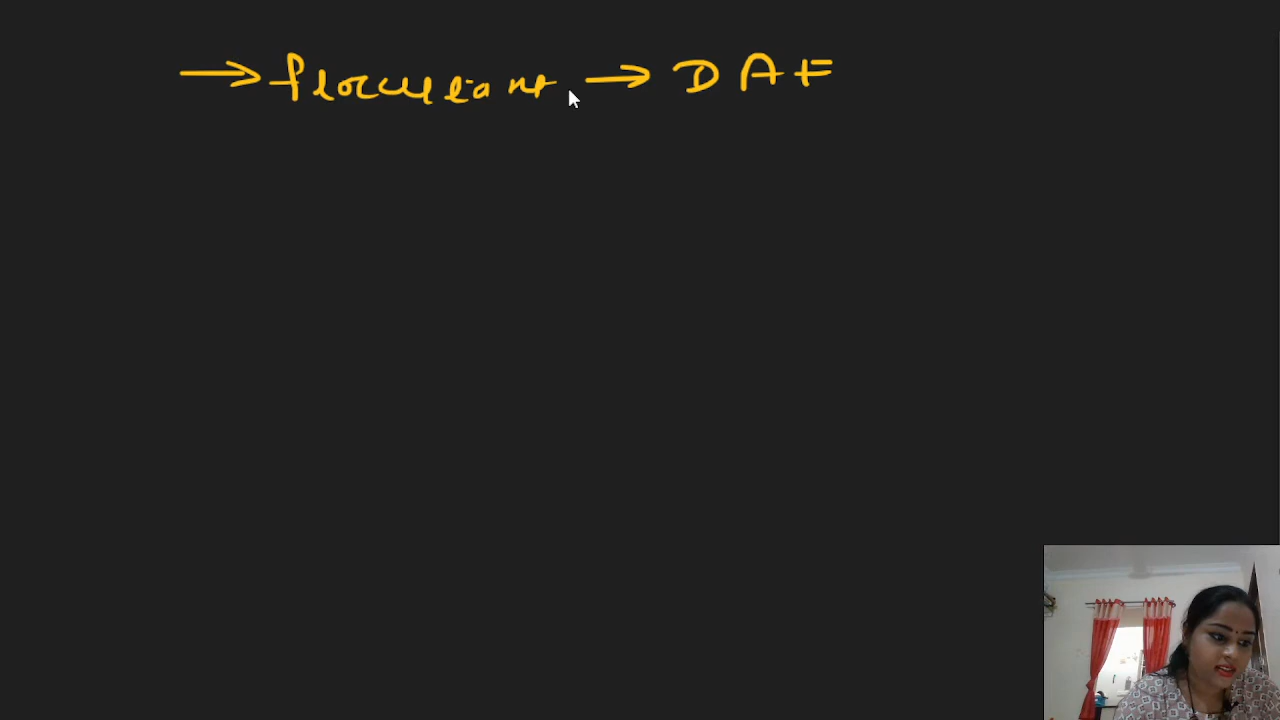 → flocculant → DAF